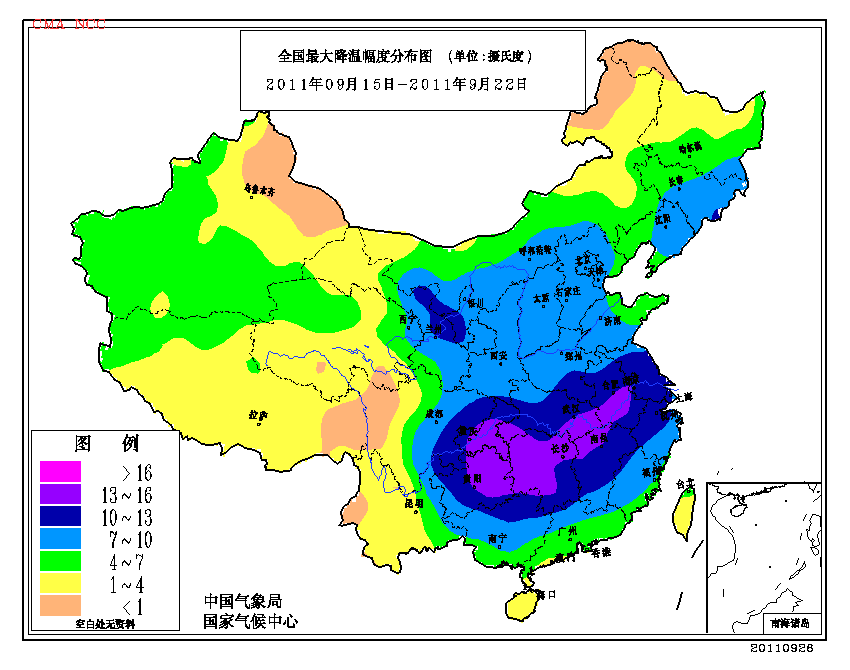 CMA NCC
全国最大降温幅度分布图 (单位:摄氏度)
2011年09月15日-2011年9月22日
哈尔滨
长春
乌鲁木齐
沈阳
呼和浩特
北京
天津
银川
太原
石家庄
西宁
兰州
济南
西安
郑州
拉萨
成都
合肥
南京
上海
武汉
杭州
重庆
长沙
南昌
贵阳
福州
台北
昆明
南宁
广州
澳门
香港
海口
图 例
>16
13~16
10~13
7~10
4~7
1~4
<1
空白处无资料
中国气象局
国家气候中心
南海诸岛
20110926